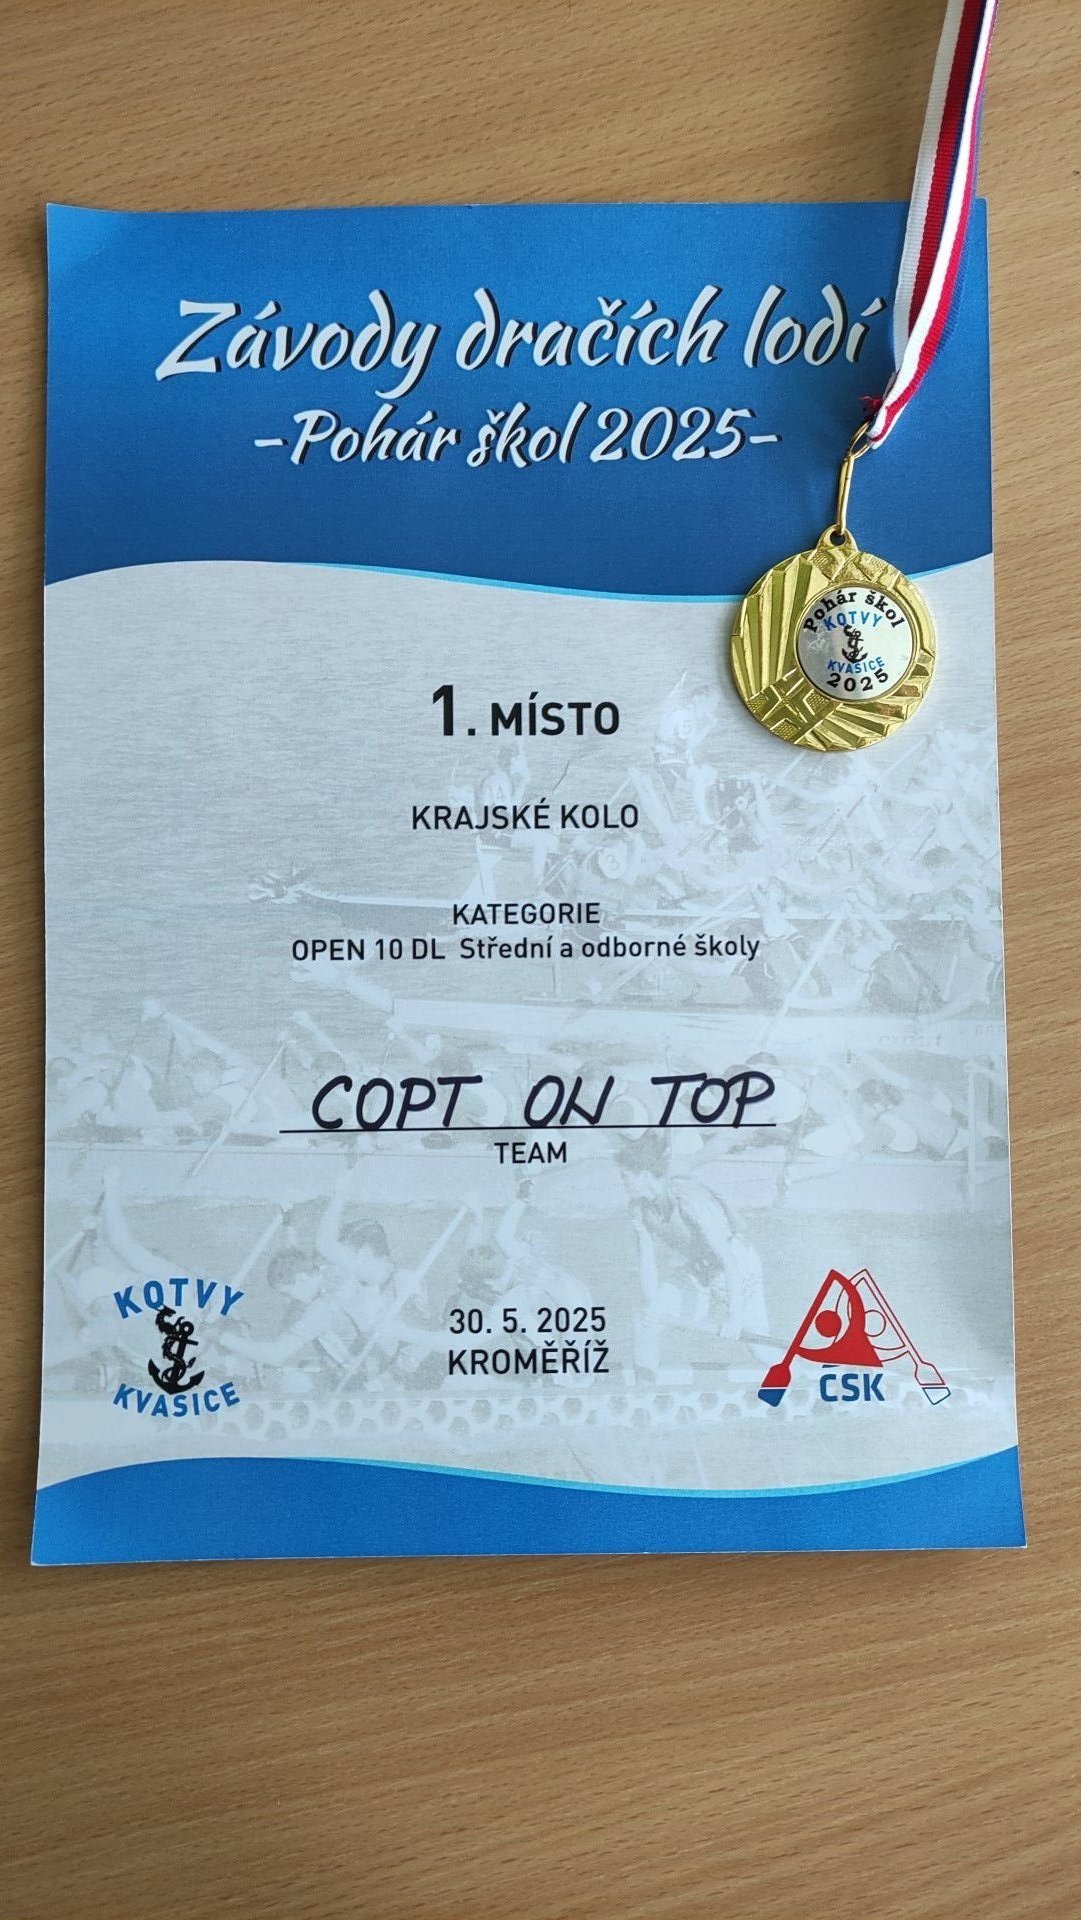 Závody dračích lodí
-Pohár škol 2025-
Pohár škol
KOTVY
KVASICE
2025
1. MÍSTO
KRAJSKÉ KOLO
KATEGORIE
OPEN 10 DL Střední a odborné školy
COPT ON TOP
TEAM
KOTVY
KVASICE
30. 5. 2025
KROMĚŘÍŽ
ČSK